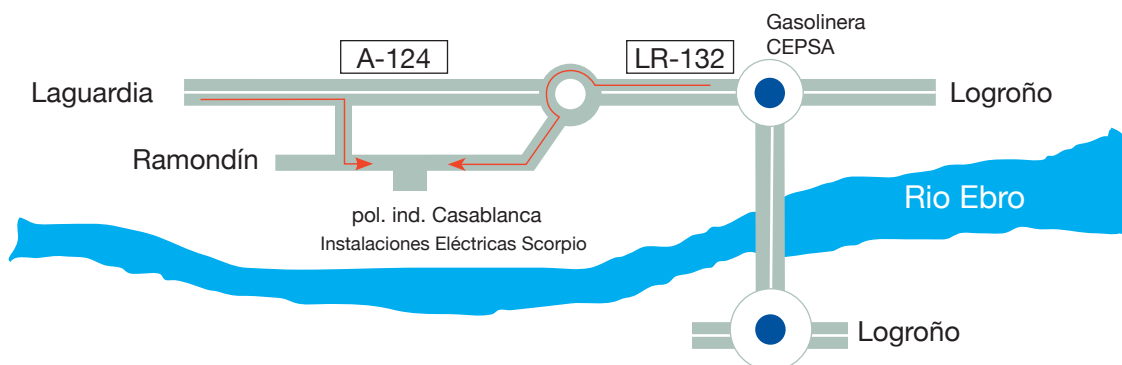 Gasolinera
CEPSA
A-124
LR-132
Laguardia
Logroño
Ramondín
Rio Ebro
pol. ind. Casablanca
Instalaciones Eléctricas Scorpio
Logroño